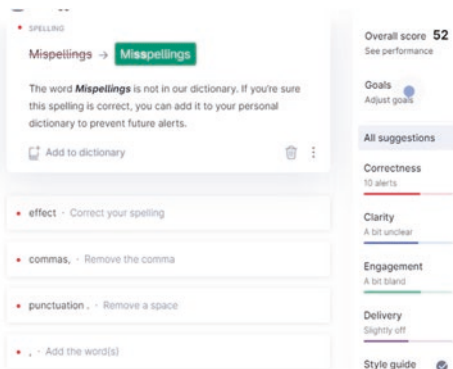 SPELLING
Mispellings → Misspellings
The word Mispellings is not in our dictionary. If you're sure
this spelling is correct, you can add it to your personal
dictionary to prevent future alerts.
Add to dictionary
effect · Correct your spelling
commas, · Remove the comma
punctuation . · Remove a space
, · Add the word(s)
Overall score 52
See performance
Goals
Adjust goals
All suggestions
Correctness
10 alerts
Clarity
A bit unclear
Engagement
A bit bland
Delivery
Slightly off
Style guide